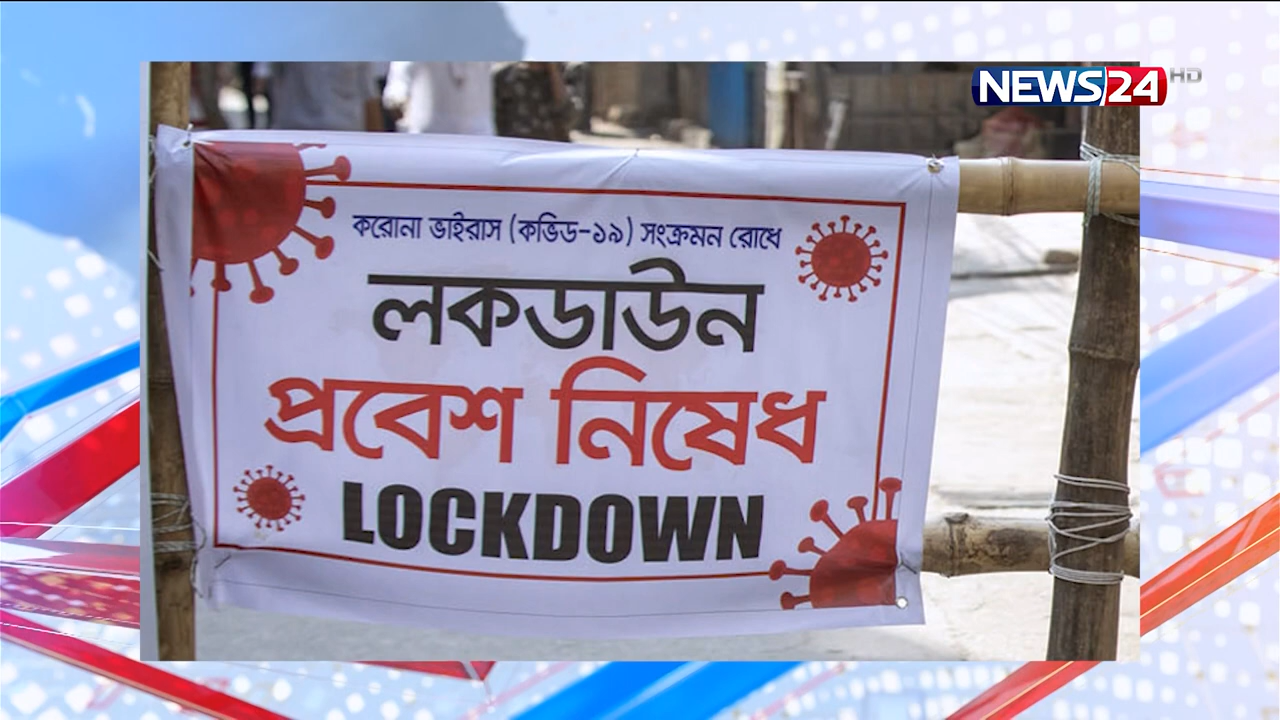 NEWS24 HD
করোনা ভাইরাস (কভিড-১৯) সংক্রমন রোধে
লকডাউন
প্রবেশ নিষেধ
LOCKDOWN